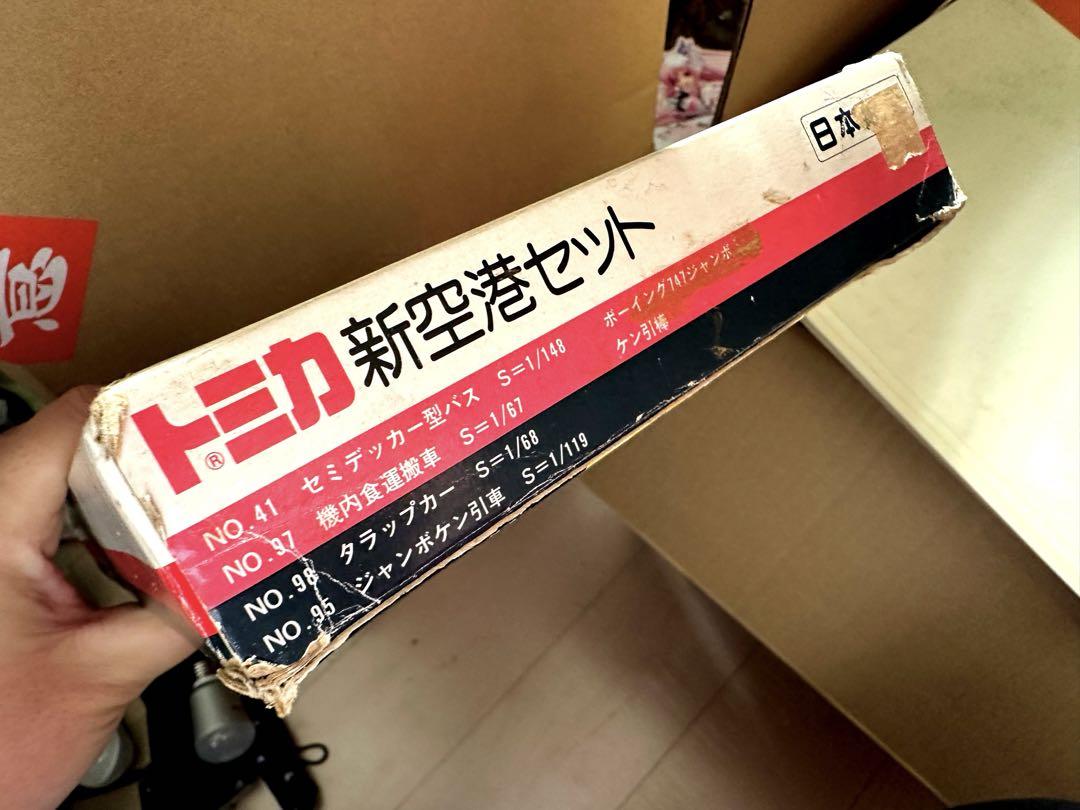 日本
トミカ® 新空港セット
NO.41 セミデッカー型バス S=1/148
NO.97 機内食運搬車 S=1/67
NO.98 タラップカー S=1/68
NO.95 ジャンボケン引車 S=1/119
ボーイング747ジャンボ
ケン引棒